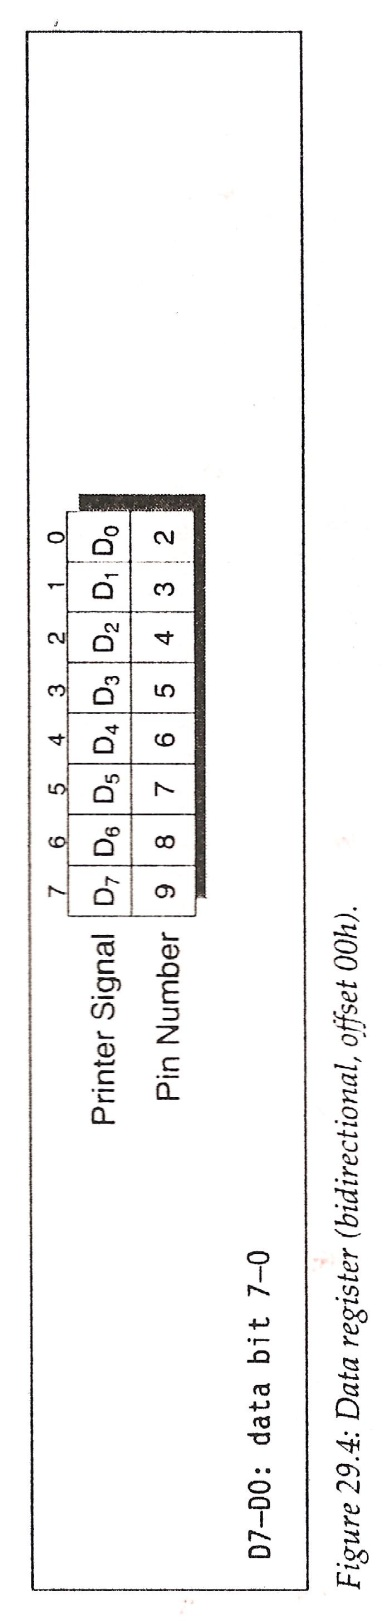 7 6 5 4 3 2 1 0
Printer Signal D₇ D₆ D₅ D₄ D₃ D₂ D₁ D₀
Pin Number 9 8 7 6 5 4 3 2
D7–D0: data bit 7–0
Figure 29.4: Data register (bidirectional, offset 00h).